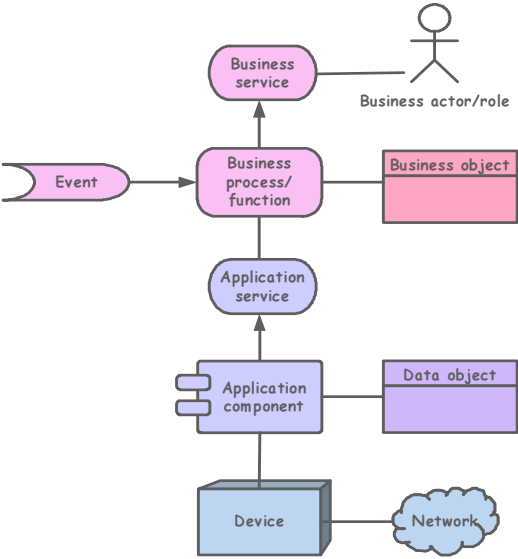 Business
service
Business actor/role
Event
Business
process/
function
Business object
Application
service
Application
component
Data object
Device
Network